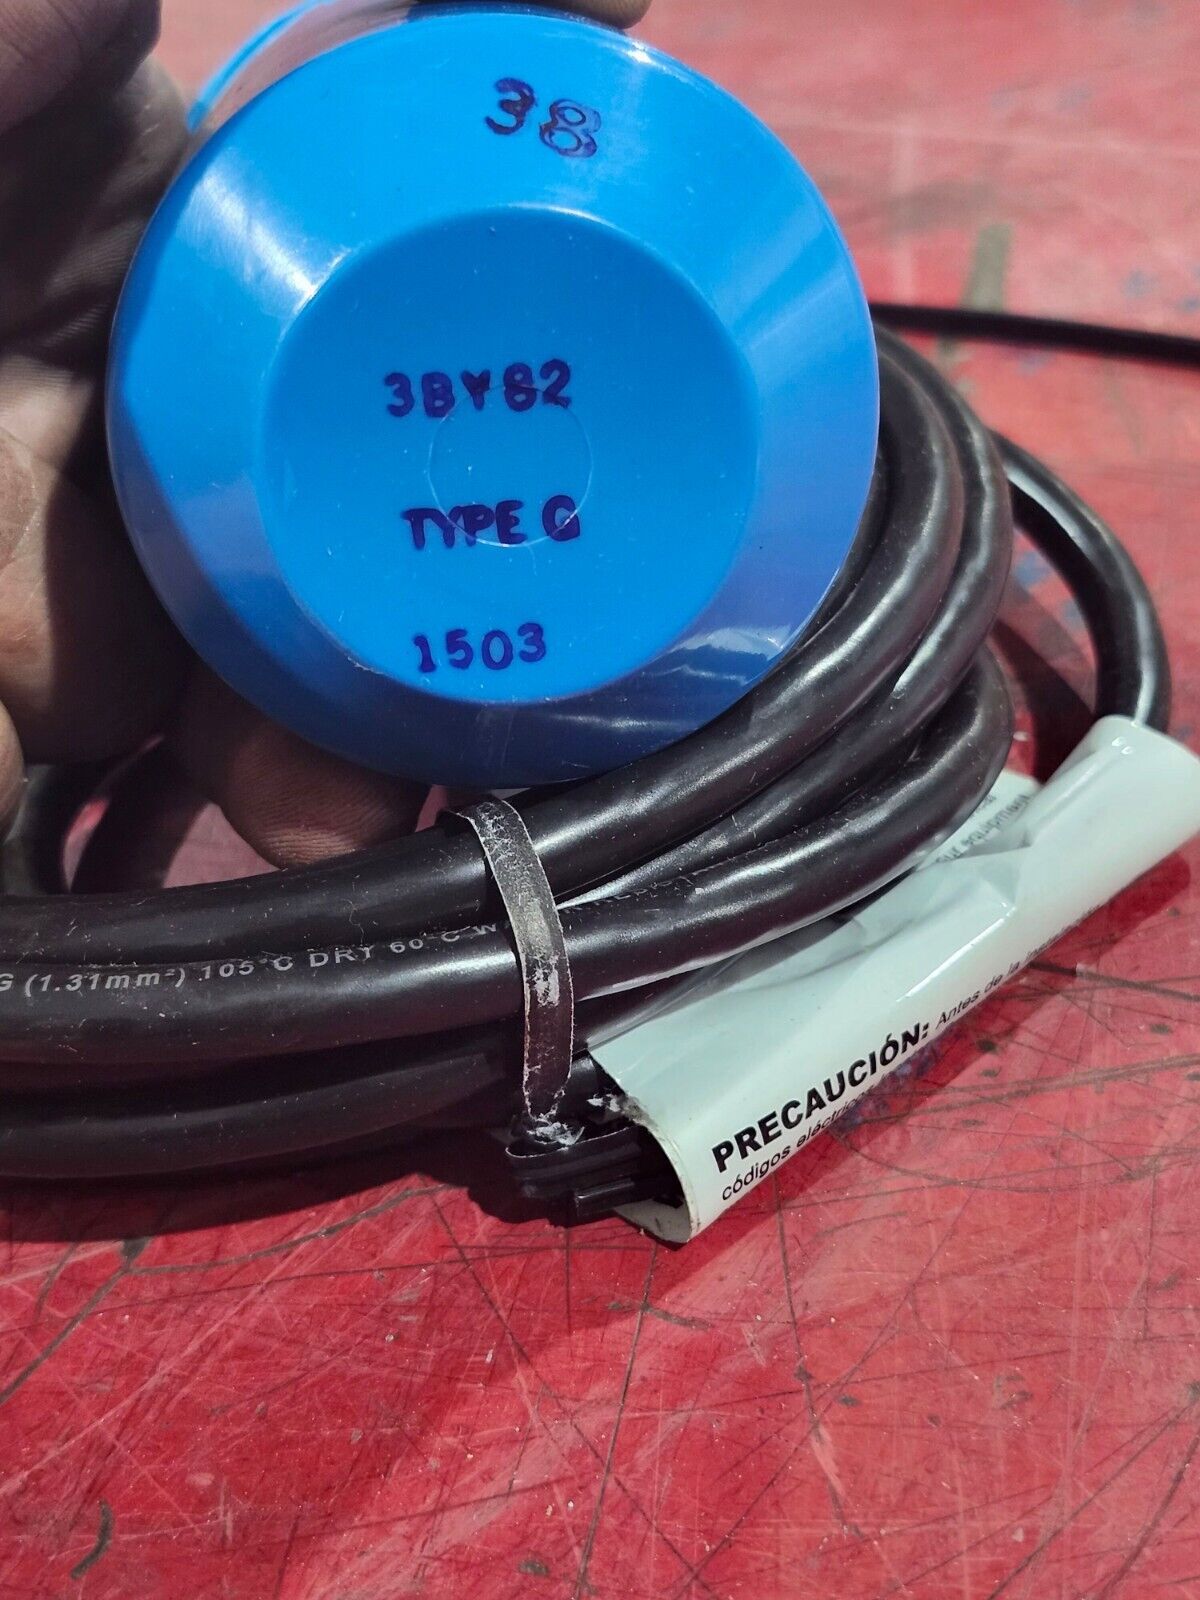 38
3BY82
TYPE G
1503
G (1.31mm²) 105°C DRY 60°C W
PRECAUCIÓN: Antes de la
códigos